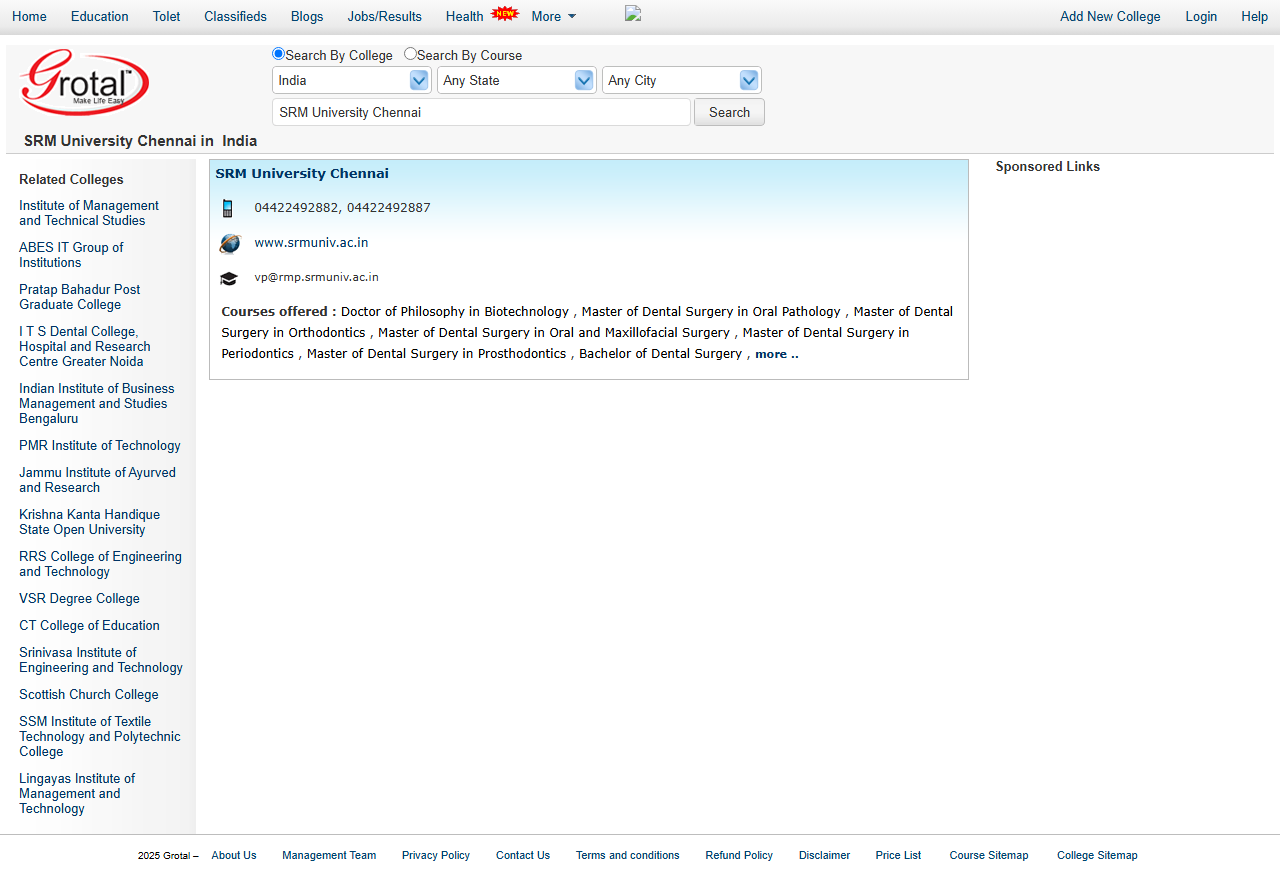 Home Education Tolet Classifieds Blogs Jobs/Results Health NEW More Add New College Login Help
Grotal™
Make Life Easy
Search By College Search By Course
India Any State Any City
SRM University Chennai Search
SRM University Chennai in India
Related Colleges
Institute of Management
and Technical Studies
ABES IT Group of
Institutions
Pratap Bahadur Post
Graduate College
I T S Dental College,
Hospital and Research
Centre Greater Noida
Indian Institute of Business
Management and Studies
Bengaluru
PMR Institute of Technology
Jammu Institute of Ayurved
and Research
Krishna Kanta Handique
State Open University
RRS College of Engineering
and Technology
VSR Degree College
CT College of Education
Srinivasa Institute of
Engineering and Technology
Scottish Church College
SSM Institute of Textile
Technology and Polytechnic
College
Lingayas Institute of
Management and
Technology
SRM University Chennai
04422492882, 04422492887
www.srmuniv.ac.in
vp@rmp.srmuniv.ac.in
Courses offered : Doctor of Philosophy in Biotechnology , Master of Dental Surgery in Oral Pathology , Master of Dental
Surgery in Orthodontics , Master of Dental Surgery in Oral and Maxillofacial Surgery , Master of Dental Surgery in
Periodontics , Master of Dental Surgery in Prosthodontics , Bachelor of Dental Surgery , more ..
Sponsored Links
2025 Grotal – About Us Management Team Privacy Policy Contact Us Terms and conditions Refund Policy Disclaimer Price List Course Sitemap College Sitemap